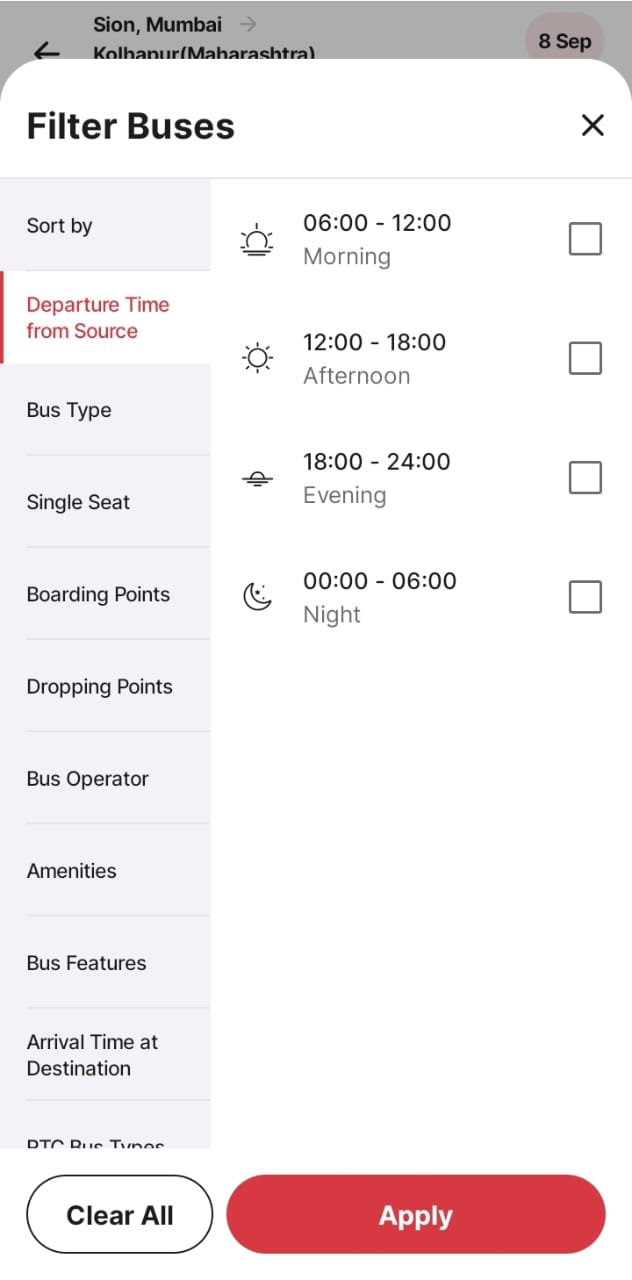 Sion, Mumbai
Kolhapur(Maharashtra)
8 Sep
Filter Buses
Sort by
Departure Time
from Source
Bus Type
Single Seat
Boarding Points
Dropping Points
Bus Operator
Amenities
Bus Features
Arrival Time at
Destination
RTC Bus Types
06:00 - 12:00
Morning
12:00 - 18:00
Afternoon
18:00 - 24:00
Evening
00:00 - 06:00
Night
Clear All
Apply